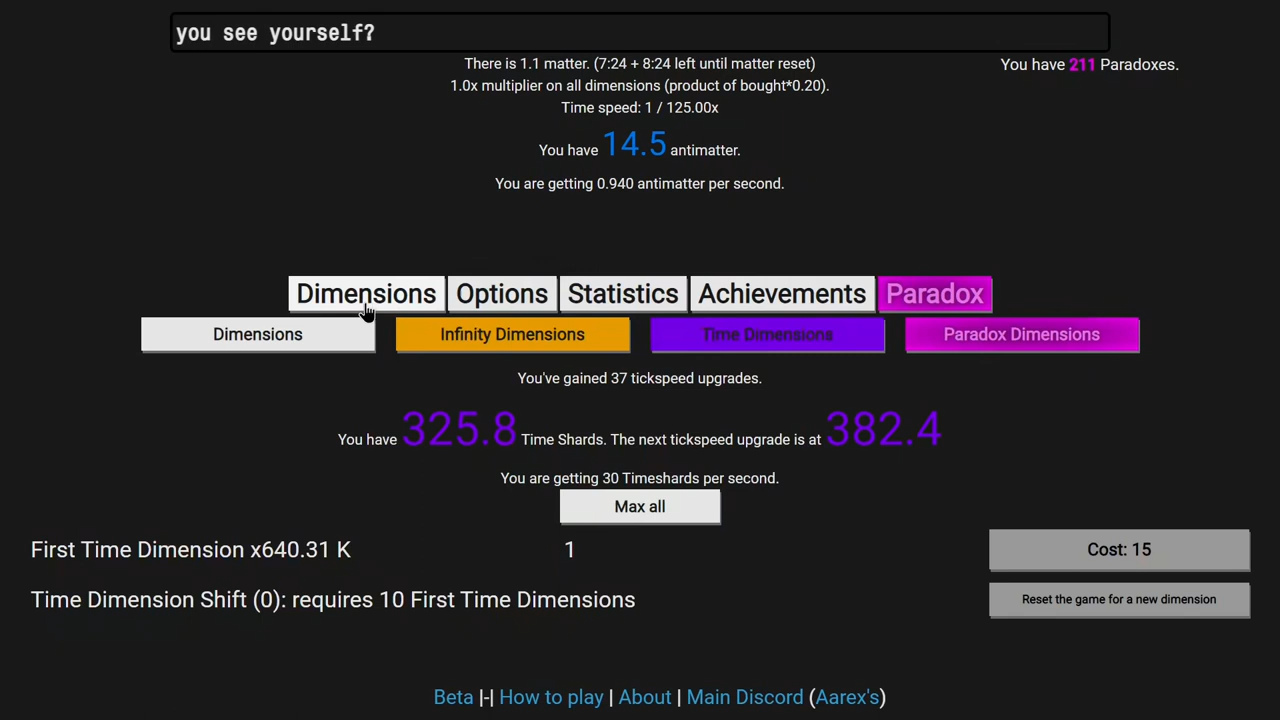 you see yourself?
There is 1.1 matter. (7:24 + 8:24 left until matter reset)
You have 211 Paradoxes.
1.0x multiplier on all dimensions (product of bought*0.20).
Time speed: 1 / 125.00x
You have 14.5 antimatter.
You are getting 0.940 antimatter per second.
Dimensions Options Statistics Achievements Paradox
Dimensions Infinity Dimensions Time Dimensions Paradox Dimensions
You've gained 37 tickspeed upgrades.
You have 325.8 Time Shards. The next tickspeed upgrade is at 382.4
You are getting 30 Timeshards per second.
Max all
First Time Dimension x640.31 K 1 Cost: 15
Time Dimension Shift (0): requires 10 First Time Dimensions Reset the game for a new dimension
Beta |-| How to play | About | Main Discord (Aarex's)